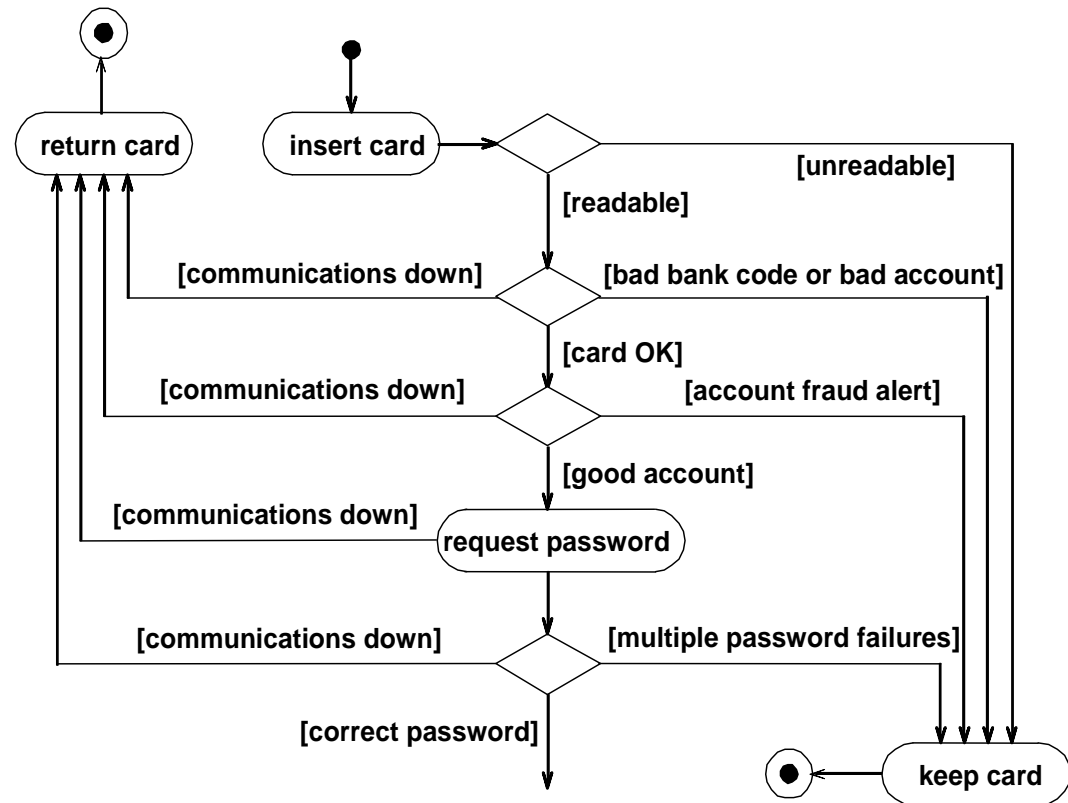 return card
insert card
[unreadable]
[readable]
[communications down]
[bad bank code or bad account]
[card OK]
[communications down]
[account fraud alert]
[good account]
[communications down]
request password
[communications down]
[multiple password failures]
[correct password]
keep card